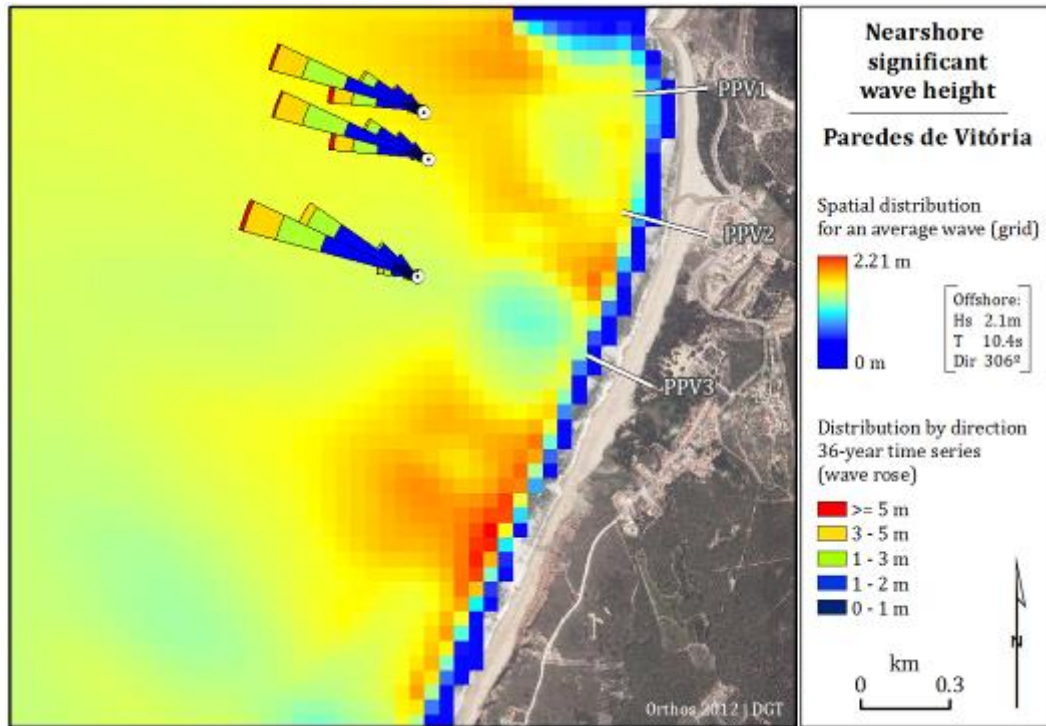 PPV1
PPV2
PPV3
Orthos 2012 | DGT
Nearshore
significant
wave height
Paredes de Vitória
Spatial distribution
for an average wave (grid)
2.21 m
0 m
Offshore:
Hs 2.1m
T 10.4s
Dir 306º
Distribution by direction
36-year time series
(wave rose)
>= 5 m
3 - 5 m
1 - 3 m
1 - 2 m
0 - 1 m
N
km
0 0.3